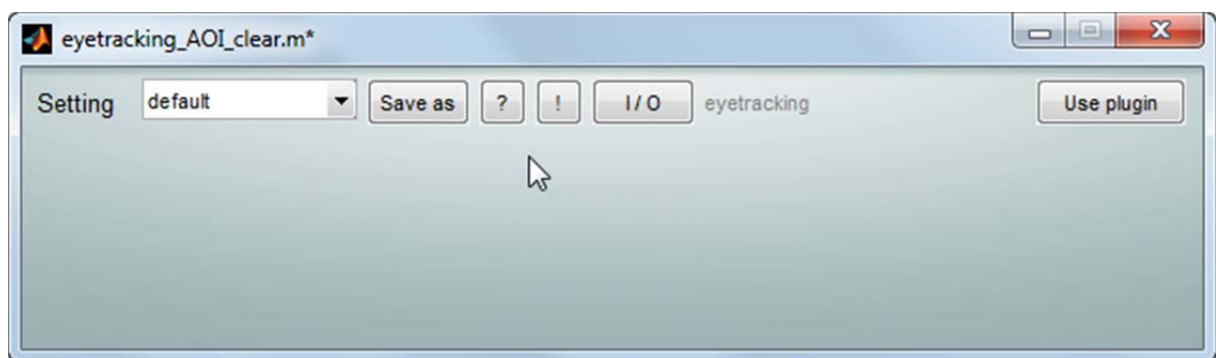 eyetracking_AOI_clear.m*
Setting default Save as ? ! I / O eyetracking Use plugin